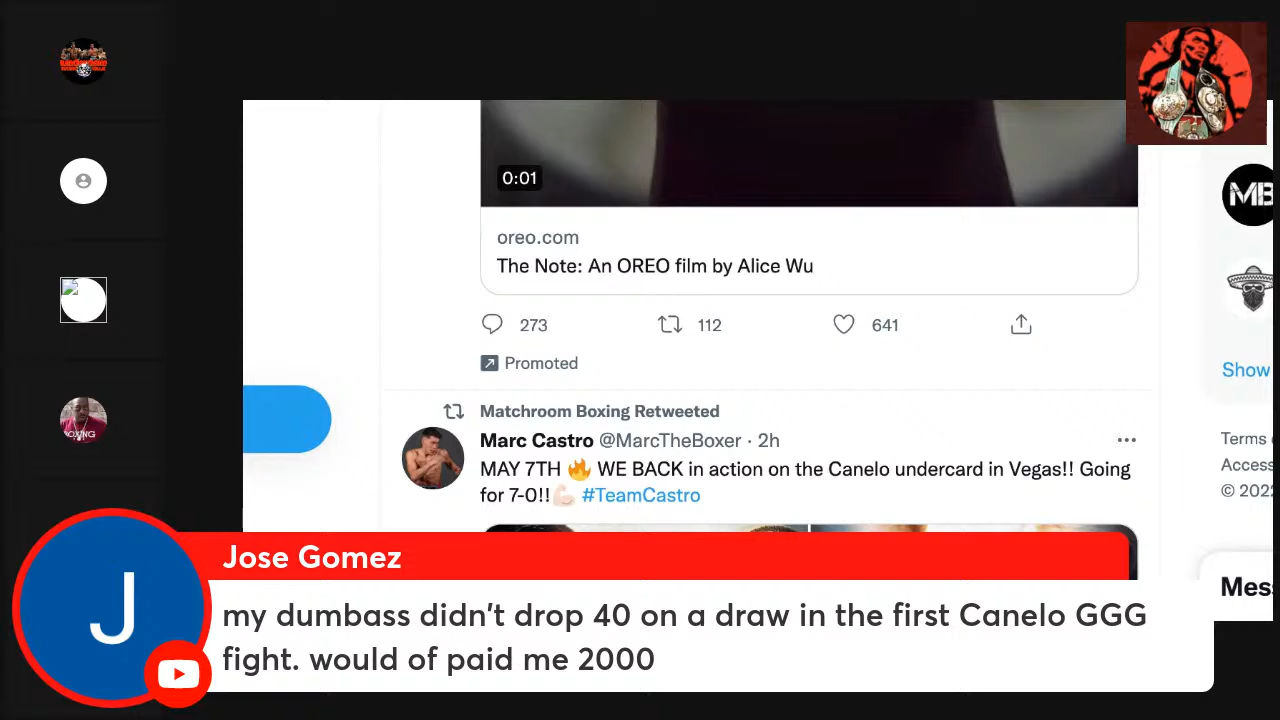 0:01
oreo.com
The Note: An OREO film by Alice Wu
273 112 641
Promoted
Matchroom Boxing Retweeted
Marc Castro @MarcTheBoxer · 2h
MAY 7TH 🔥 WE BACK in action on the Canelo undercard in Vegas!! Going
for 7-0!!💪🏻 #TeamCastro
MB
Show
Terms
Access
© 2022
Mes
OXING
J
Jose Gomez
my dumbass didn't drop 40 on a draw in the first Canelo GGG
fight. would of paid me 2000